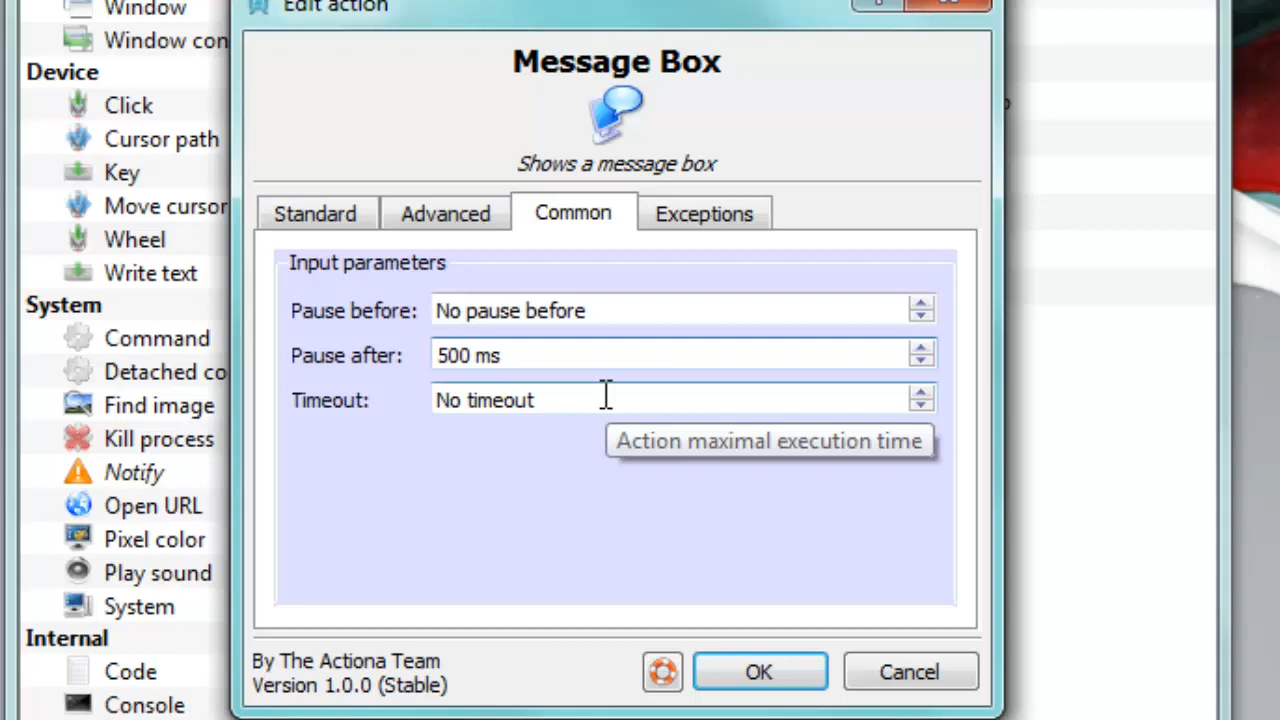 Window
Window con
Device
Click
Cursor path
Key
Move cursor
Wheel
Write text
System
Command
Detached co
Find image
Kill process
Notify
Open URL
Pixel color
Play sound
System
Internal
Code
Console
Edit action
Message Box
Shows a message box
Standard
Advanced
Common
Exceptions
Input parameters
Pause before: No pause before
Pause after: 500 ms
Timeout: No timeout
Action maximal execution time
By The Actiona Team
Version 1.0.0 (Stable)
OK
Cancel